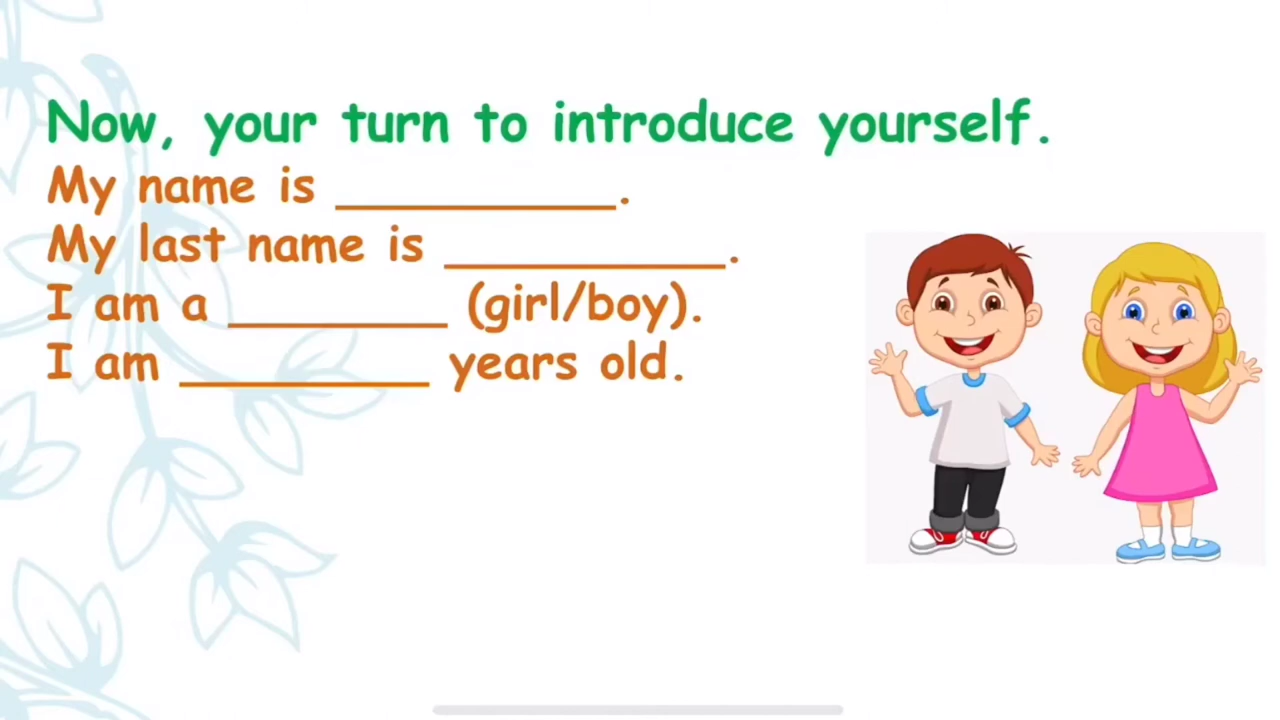 Now, your turn to introduce yourself.
My name is ___________.
My last name is ___________.
I am a ________ (girl/boy).
I am __________ years old.